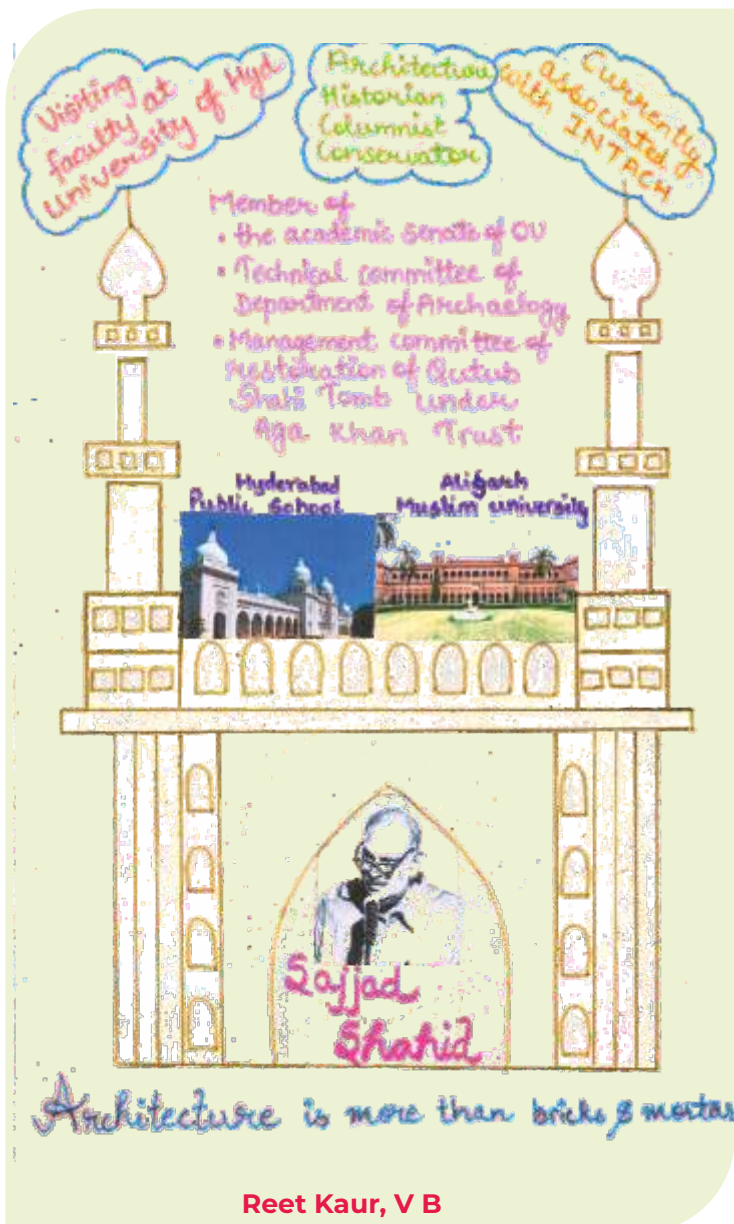 Visiting
faculty at
University of Hyd
Architecture
Historian
Columnist
Conservator
Currently
associated
with INTACH
Member of
• the academic senate of OU
• Technical committee of
Department of Archaelogy
• Management committee of
restoration of Qutub
Shahi Tomb under
Aga Khan Trust
Hyderabad
Public School
Aligarh
Muslim University
Sajjad
Shahid
Architecture is more than bricks & mortar
Reet Kaur, V B